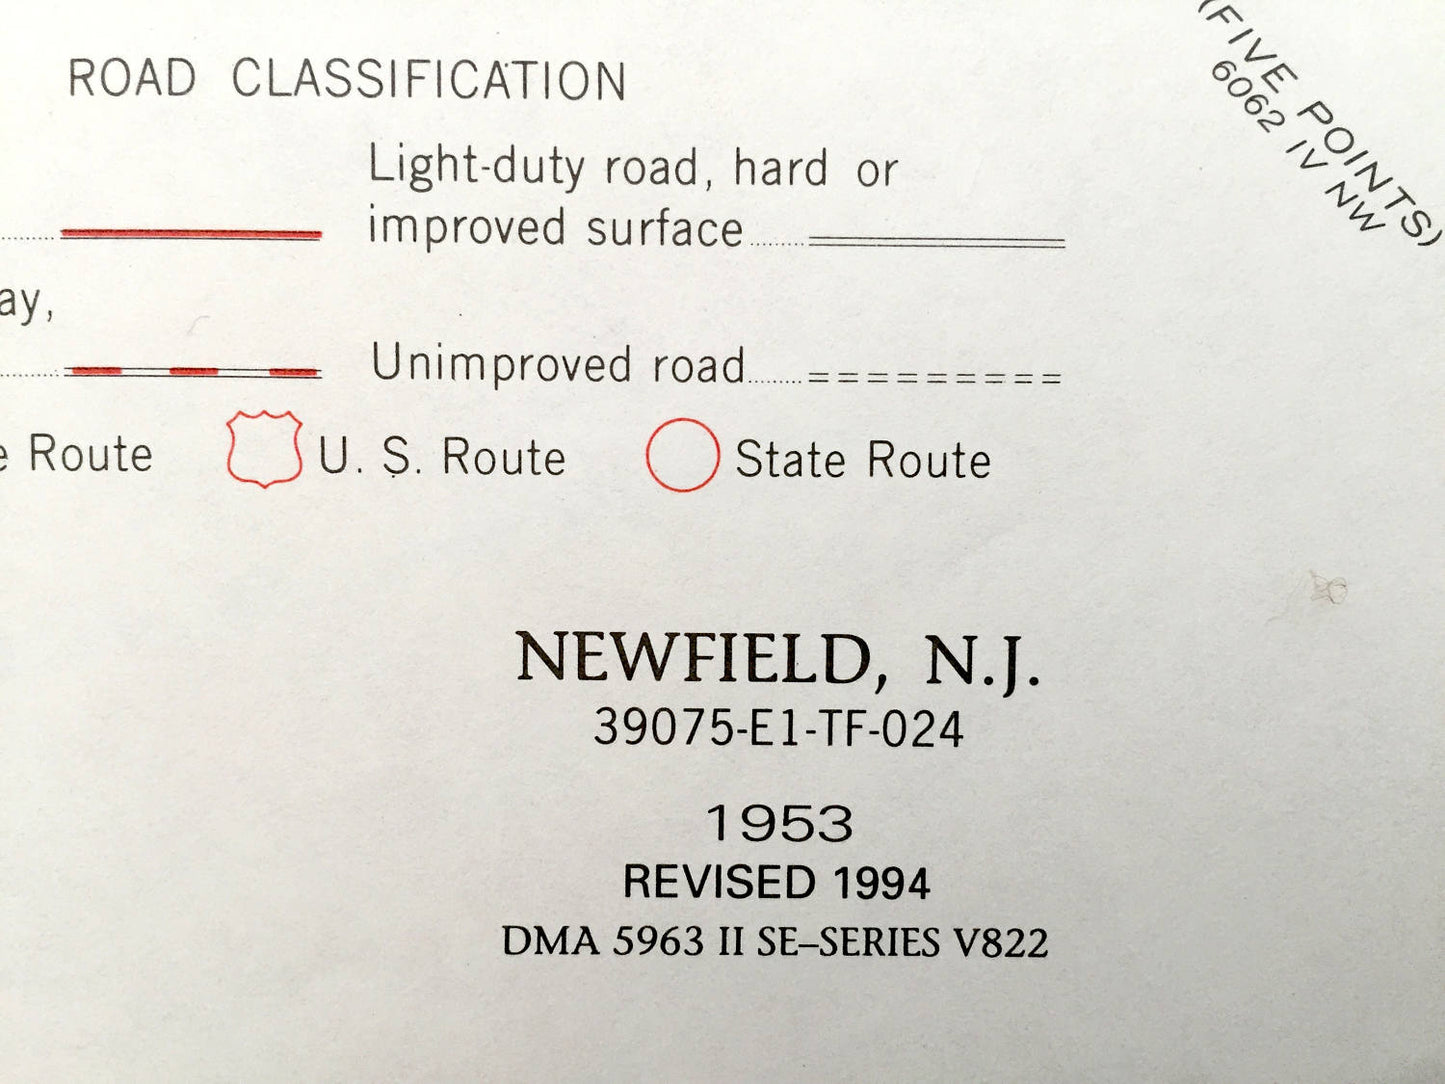 ROAD CLASSIFICATION
Light-duty road, hard or
improved surface
ay,
Unimproved road
e Route
U. S. Route
State Route
(FIVE POINTS)
6062 IV NW
NEWFIELD, N.J.
39075-E1-TF-024
1953
REVISED 1994
DMA 5963 II SE–SERIES V822